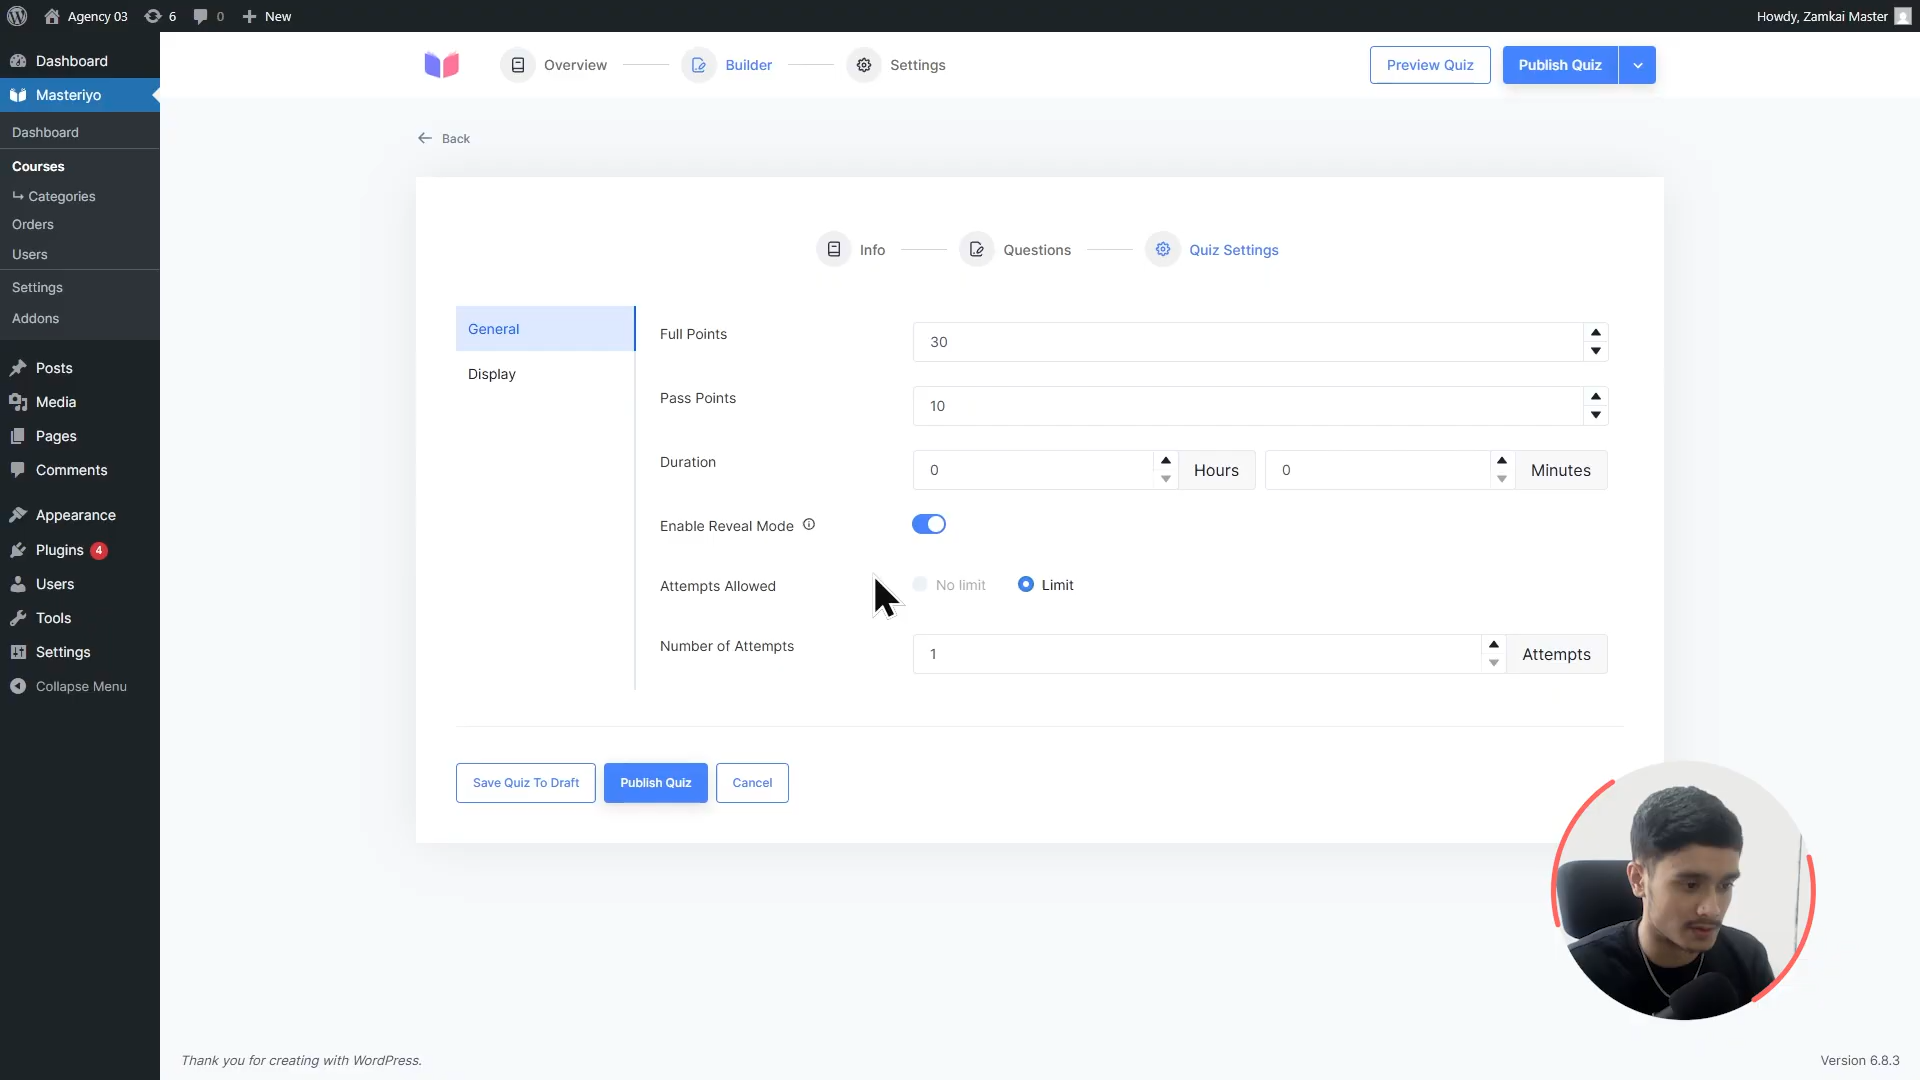 Agency 03
6
0
New
Howdy, Zamkai Master
Dashboard
Masteriyo
Dashboard
Courses
↳ Categories
Orders
Users
Settings
Addons
Posts
Media
Pages
Comments
Appearance
Plugins 4
Users
Tools
Settings
Collapse Menu
Overview
Builder
Settings
Preview Quiz
Publish Quiz
Back
Info
Questions
Quiz Settings
General
Display
Full Points
30
Pass Points
10
Duration
0
Hours
0
Minutes
Enable Reveal Mode
Attempts Allowed
No limit
Limit
Number of Attempts
1
Attempts
Save Quiz To Draft
Publish Quiz
Cancel
Thank you for creating with WordPress.
Version 6.8.3